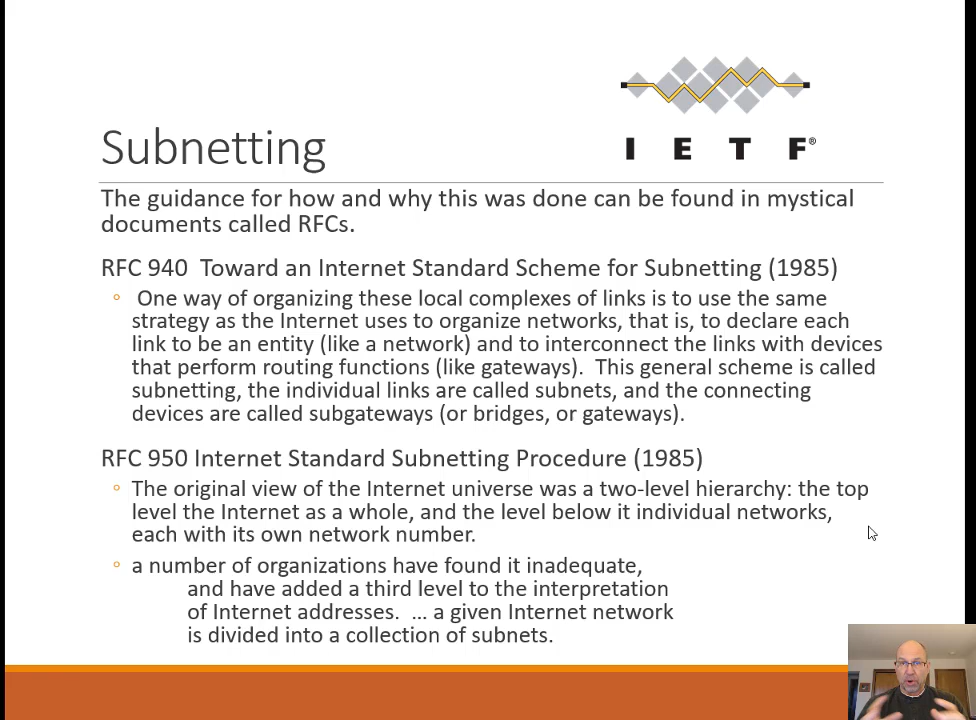 I E T F®
Subnetting
The guidance for how and why this was done can be found in mystical
documents called RFCs.
RFC 940  Toward an Internet Standard Scheme for Subnetting (1985)
One way of organizing these local complexes of links is to use the same
strategy as the Internet uses to organize networks, that is, to declare each
link to be an entity (like a network) and to interconnect the links with devices
that perform routing functions (like gateways).  This general scheme is called
subnetting, the individual links are called subnets, and the connecting
devices are called subgateways (or bridges, or gateways).
RFC 950 Internet Standard Subnetting Procedure (1985)
The original view of the Internet universe was a two-level hierarchy: the top
level the Internet as a whole, and the level below it individual networks,
each with its own network number.
a number of organizations have found it inadequate,
and have added a third level to the interpretation
of Internet addresses.  … a given Internet network
is divided into a collection of subnets.